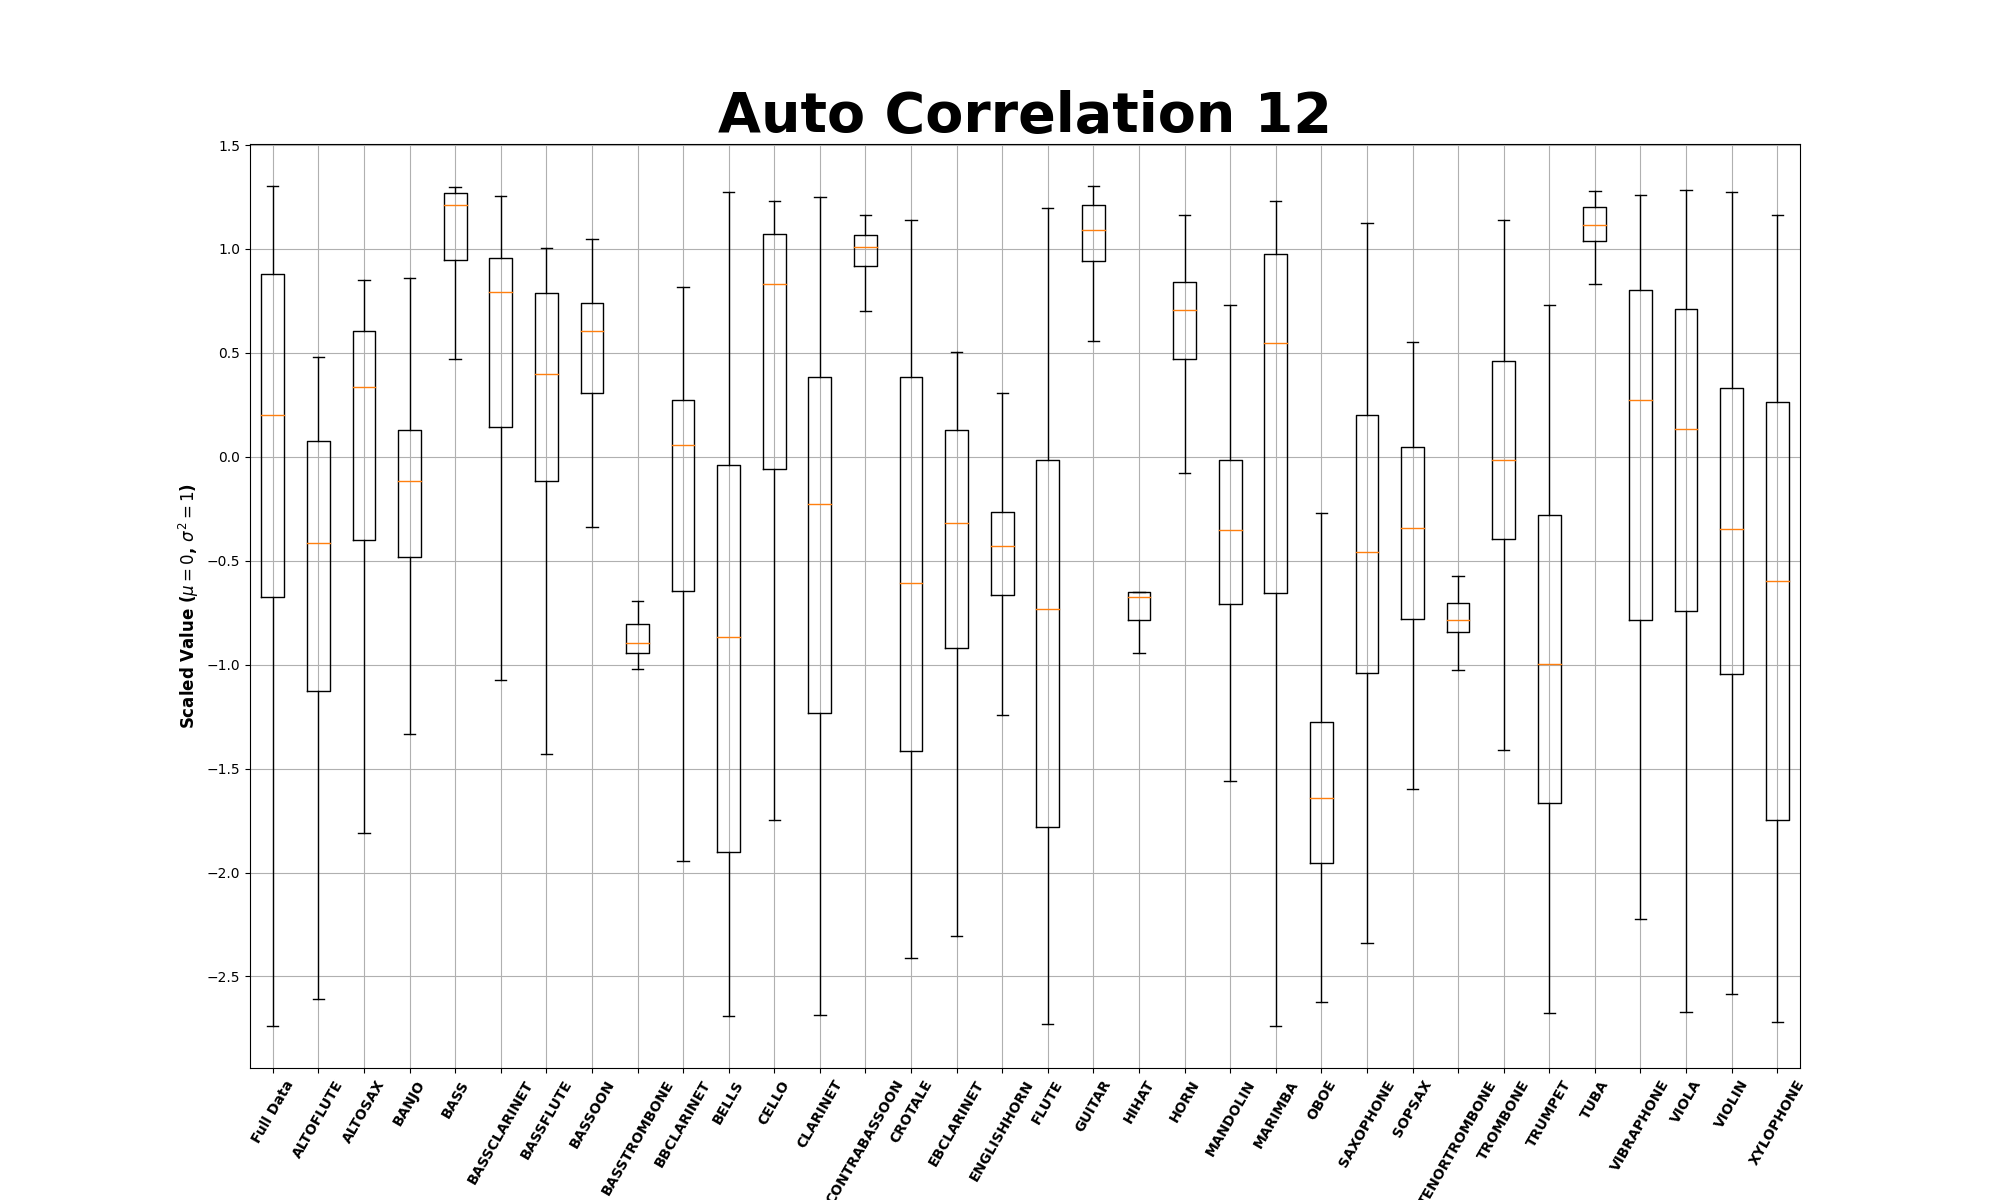 Auto Correlation 12
1.5
1.0
0.5
0.0
−0.5
−1.0
−1.5
−2.0
−2.5
Scaled Value (μ = 0, σ² = 1)
Full Data
ALTOFLUTE
ALTOSAX
BANJO
BASS
BASSCLARINET
BASSFLUTE
BASSOON
BASSTROMBONE
BBCLARINET
BELLS
CELLO
CLARINET
CONTRABASSOON
CROTALE
EBCLARINET
ENGLISHHORN
FLUTE
GUITAR
HIHAT
HORN
MANDOLIN
MARIMBA
OBOE
SAXOPHONE
SOPSAX
TENORTROMBONE
TROMBONE
TRUMPET
TUBA
VIBRAPHONE
VIOLA
VIOLIN
XYLOPHONE